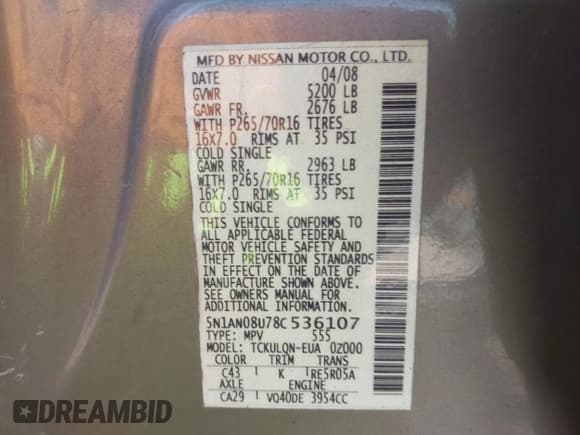 MFD BY NISSAN MOTOR CO., LTD.
DATE 04/08
GVWR 5200 LB
GAWR FR. 2676 LB
WITH P265/70R16 TIRES
16X7.0 RIMS AT 35 PSI
COLD SINGLE
GAWR RR. 2963 LB
WITH P265/70R16 TIRES
16X7.0 RIMS AT 35 PSI
COLD SINGLE
THIS VEHICLE CONFORMS TO
ALL APPLICABLE FEDERAL
MOTOR VEHICLE SAFETY AND
THEFT PREVENTION STANDARDS
IN EFFECT ON THE DATE OF
MANUFACTURE SHOWN ABOVE.
SEE OWNERS MANUAL FOR
ADDITIONAL INFORMATION.
5N1AN08U78C536107
TYPE: MPV 555
MODEL: TCKULQN-EUA 0Z000
COLOR TRIM TRANS
C43 K RE5R05A
AXLE ENGINE
CA29 VQ40DE 3954CC
DREAMBID